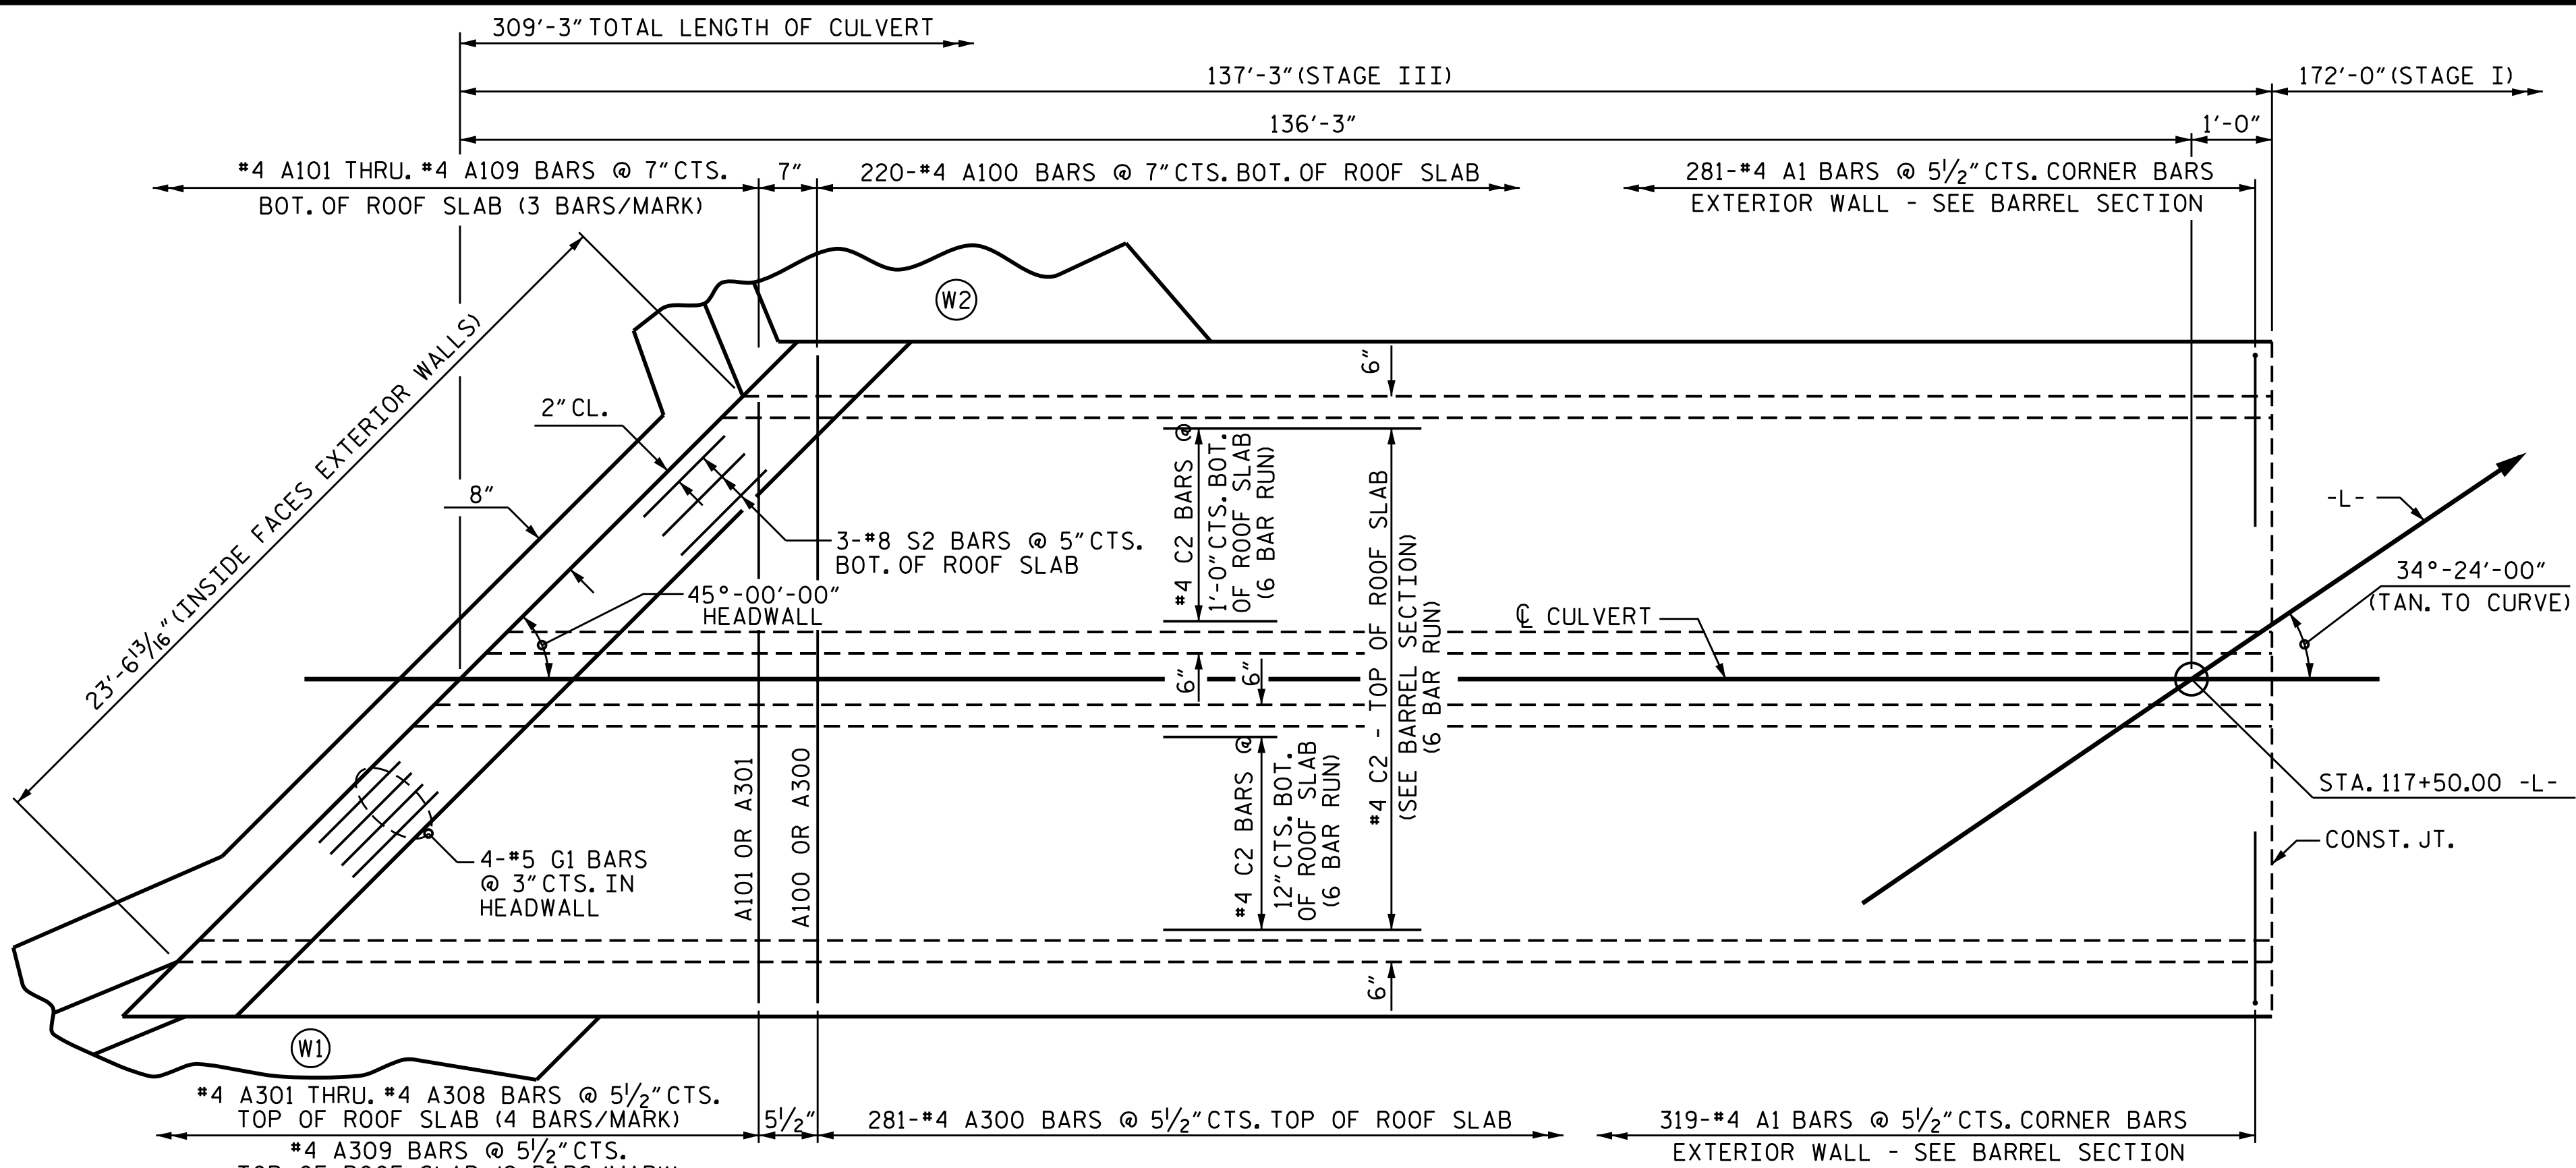 309'-3" TOTAL LENGTH OF CULVERT
137'-3" (STAGE III)
172'-0" (STAGE I)
136'-3"
1'-0"
#4 A101 THRU. #4 A109 BARS @ 7" CTS.
BOT. OF ROOF SLAB (3 BARS/MARK)
7"
220-#4 A100 BARS @ 7" CTS. BOT. OF ROOF SLAB
281-#4 A1 BARS @ 5½" CTS. CORNER BARS
EXTERIOR WALL - SEE BARREL SECTION
W2
23'-6¹³⁄₁₆" (INSIDE FACES EXTERIOR WALLS)
2" CL.
8"
6"
3-#8 S2 BARS @ 5" CTS.
BOT. OF ROOF SLAB
45°-00'-00"
HEADWALL
#4 C2 BARS @
1'-0" CTS. BOT.
OF ROOF SLAB
(6 BAR RUN)
#4 C2 - TOP OF ROOF SLAB
(SEE BARREL SECTION)
(6 BAR RUN)
-L-
34°-24'-00"
(TAN. TO CURVE)
℄ CULVERT
6"
6"
A101 OR A301
A100 OR A300
#4 C2 BARS @
12" CTS. BOT.
OF ROOF SLAB
(6 BAR RUN)
STA. 117+50.00 -L-
CONST. JT.
4-#5 G1 BARS
@ 3" CTS. IN
HEADWALL
6"
W1
#4 A301 THRU. #4 A308 BARS @ 5½" CTS.
TOP OF ROOF SLAB (4 BARS/MARK)
5½"
281-#4 A300 BARS @ 5½" CTS. TOP OF ROOF SLAB
319-#4 A1 BARS @ 5½" CTS. CORNER BARS
EXTERIOR WALL - SEE BARREL SECTION
#4 A309 BARS @ 5½" CTS.